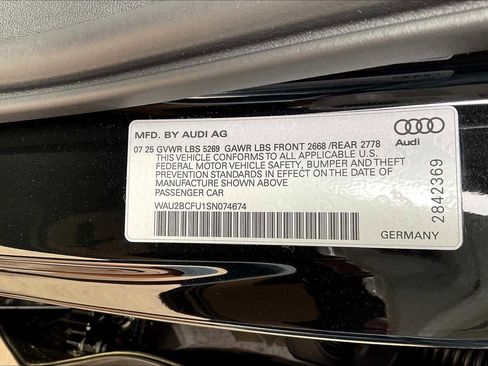 MFD. BY AUDI AG
07 25 GVWR LBS 5269 GAWR LBS FRONT 2668 /REAR 2778
THIS VEHICLE CONFORMS TO ALL APPLICABLE U.S.
FEDERAL MOTOR VEHICLE SAFETY, BUMPER AND THEFT
PREVENTION STANDARDS IN EFFECT ON THE DATE OF
MANUFACTURE SHOWN ABOVE
PASSENGER CAR
WAU2BCFU1SN074674
Audi
2842369
GERMANY